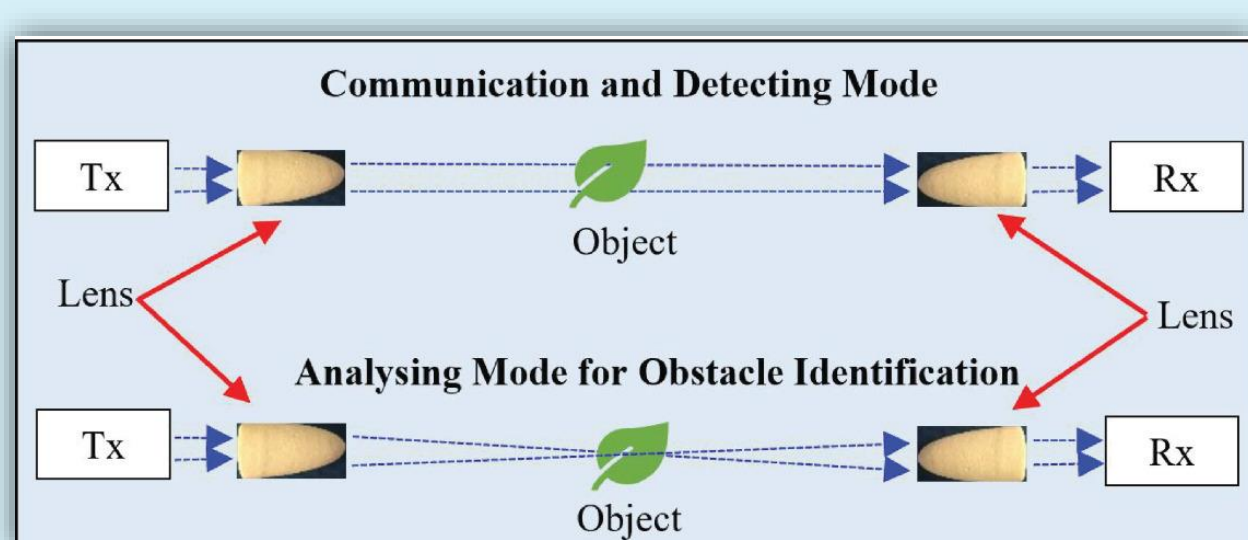 Communication and Detecting Mode
Tx
Rx
Object
Lens
Lens
Analysing Mode for Obstacle Identification
Tx
Rx
Object